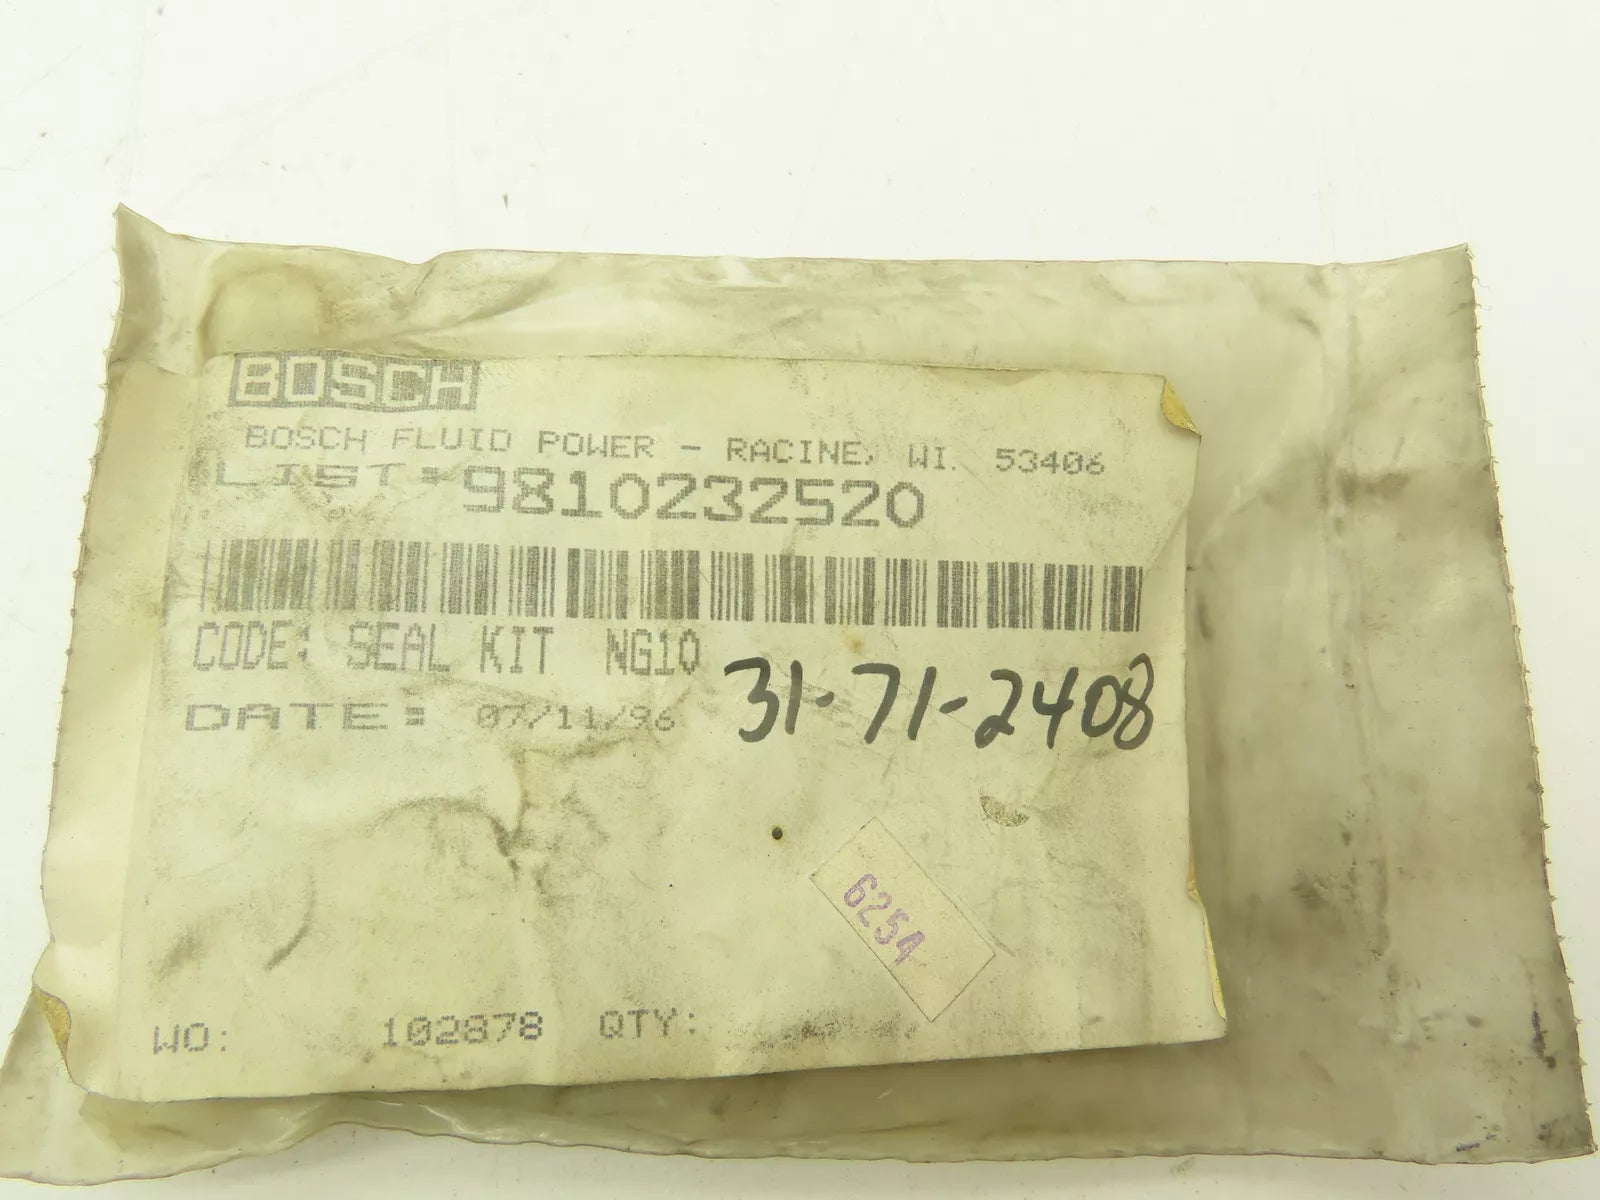 BOSCH
BOSCH FLUID POWER - RACINE, WI. 53406
LIST: 9810232520
CODE: SEAL KIT NG10
31-71-2408
DATE: 07/11/96
6254
WO: 102878 QTY: